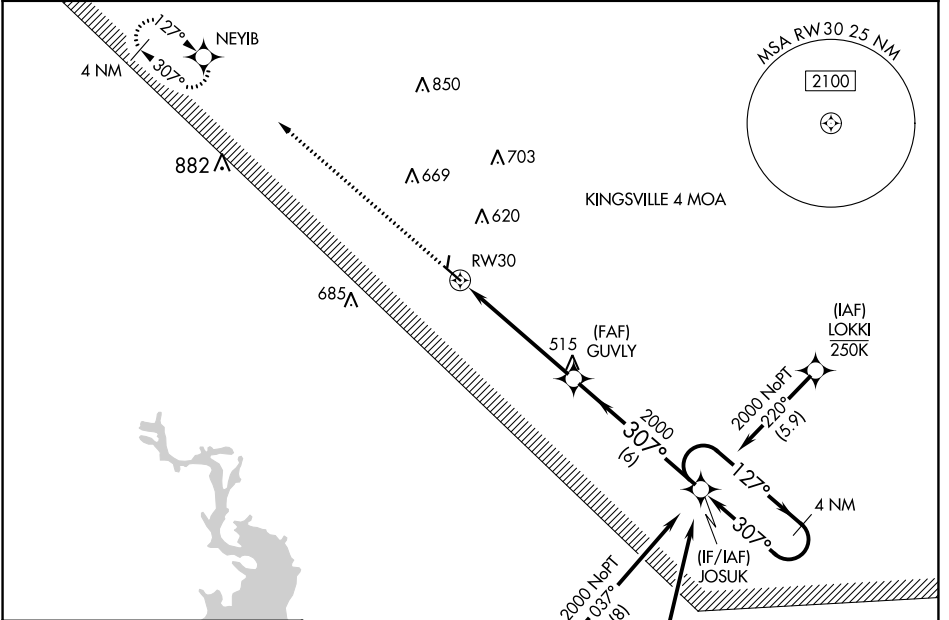 127°
NEYIB
4 NM
307°
MSA RW30 25 NM
2100
850
882
703
669
KINGSVILLE 4 MOA
620
RW30
685
(IAF)
LOKKI
250K
(FAF)
515
GUVLY
2000 NoPT
220°
(5.9)
2000
307°
(6)
127°
4 NM
307°
(IF/IAF)
JOSUK
2000 NoPT
037°
(8)